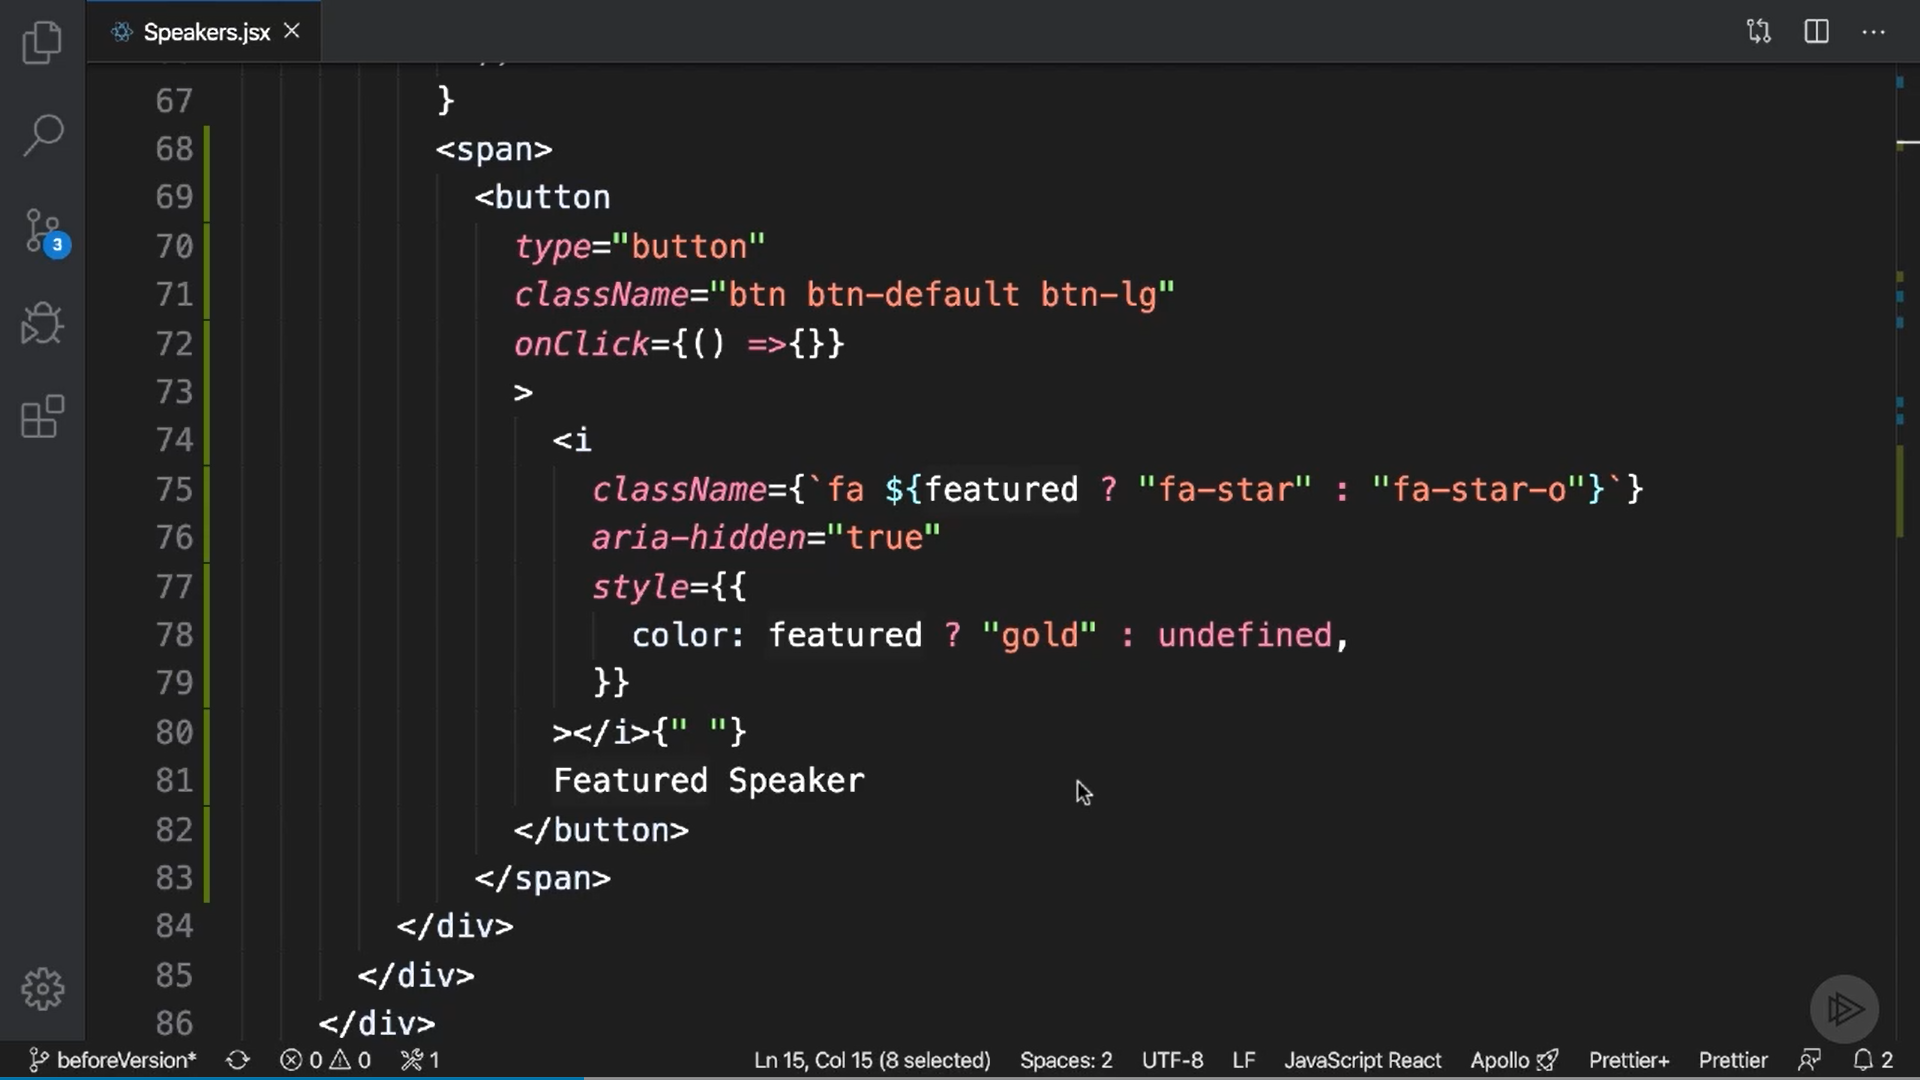 Speakers.jsx
67 }
68 <span>
69 <button
70 type="button"
71 className="btn btn-default btn-lg"
72 onClick={() =>{}}
73 >
74 <i
75 className={`fa ${featured ? "fa-star" : "fa-star-o"}`}
76 aria-hidden="true"
77 style={{
78 color: featured ? "gold" : undefined,
79 }}
80 ></i>{" "}
81 Featured Speaker
82 </button>
83 </span>
84 </div>
85 </div>
86 </div>
3
beforeVersion* 0 0 1 Ln 15, Col 15 (8 selected) Spaces: 2 UTF-8 LF JavaScript React Apollo Prettier+ Prettier 2